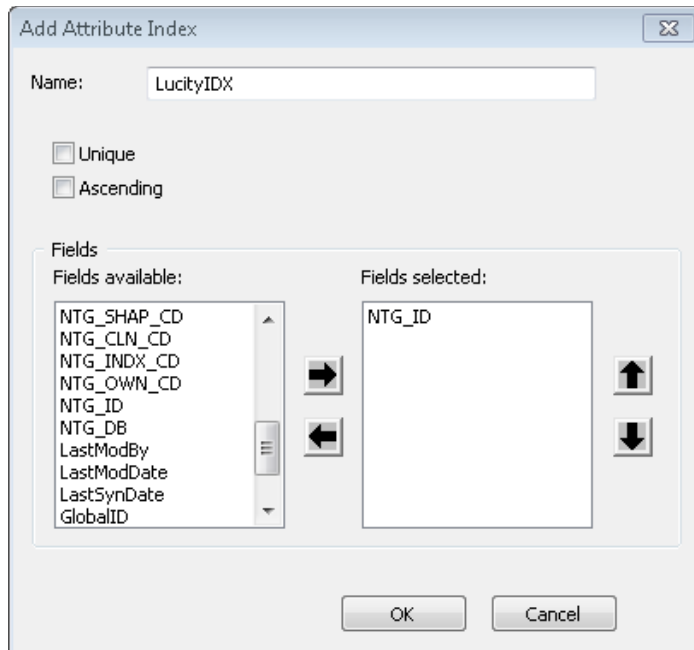 Add Attribute Index
Name: LucityIDX
Unique
Ascending
Fields
Fields available:
NTG_SHAP_CD
NTG_CLN_CD
NTG_INDX_CD
NTG_OWN_CD
NTG_ID
NTG_DB
LastModBy
LastModDate
LastSynDate
GlobalID
Fields selected:
NTG_ID
OK Cancel